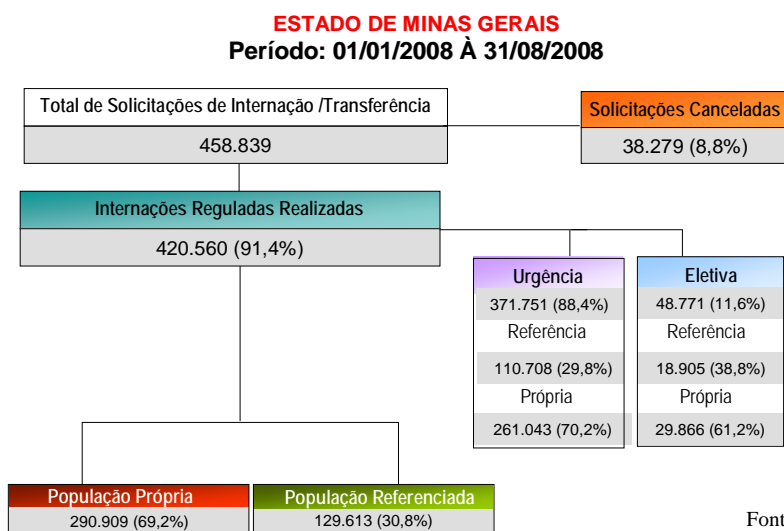 ESTADO DE MINAS GERAIS
Período: 01/01/2008 À 31/08/2008
Total de Solicitações de Internação /Transferência
458.839
Solicitações Canceladas
38.279 (8,8%)
Internações Reguladas Realizadas
420.560 (91,4%)
Urgência
371.751 (88,4%)
Referência
110.708 (29,8%)
Própria
261.043 (70,2%)
Eletiva
48.771 (11,6%)
Referência
18.905 (38,8%)
Própria
29.866 (61,2%)
População Própria
290.909 (69,2%)
População Referenciada
129.613 (30,8%)
Font